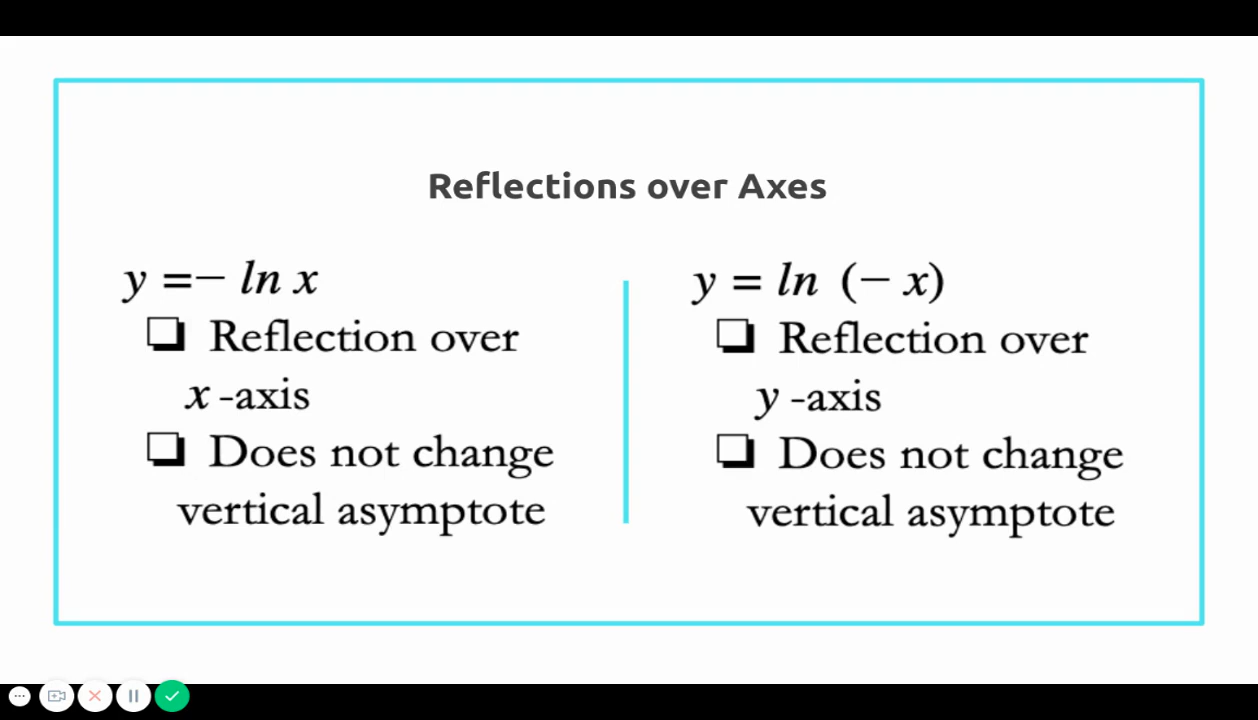 Reflections over Axes
y =− ln x
❏ Reflection over
x -axis
❏ Does not change
vertical asymptote
y = ln (− x)
❏ Reflection over
y -axis
❏ Does not change
vertical asymptote